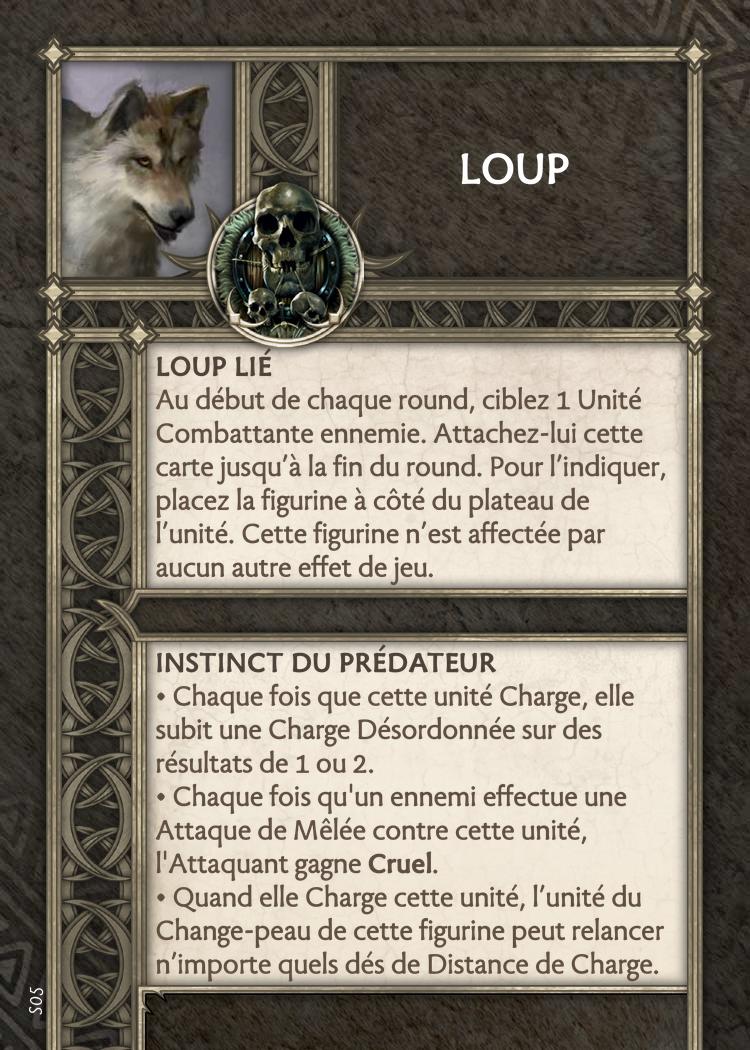 LOUP
LOUP LIÉ
Au début de chaque round, ciblez 1 Unité
Combattante ennemie. Attachez-lui cette
carte jusqu’à la fin du round. Pour l’indiquer,
placez la figurine à côté du plateau de
l’unité. Cette figurine n’est affectée par
aucun autre effet de jeu.
INSTINCT DU PRÉDATEUR
• Chaque fois que cette unité Charge, elle
subit une Charge Désordonnée sur des
résultats de 1 ou 2.
• Chaque fois qu'un ennemi effectue une
Attaque de Mêlée contre cette unité,
l'Attaquant gagne Cruel.
• Quand elle Charge cette unité, l’unité du
Change-peau de cette figurine peut relancer
n’importe quels dés de Distance de Charge.
S05